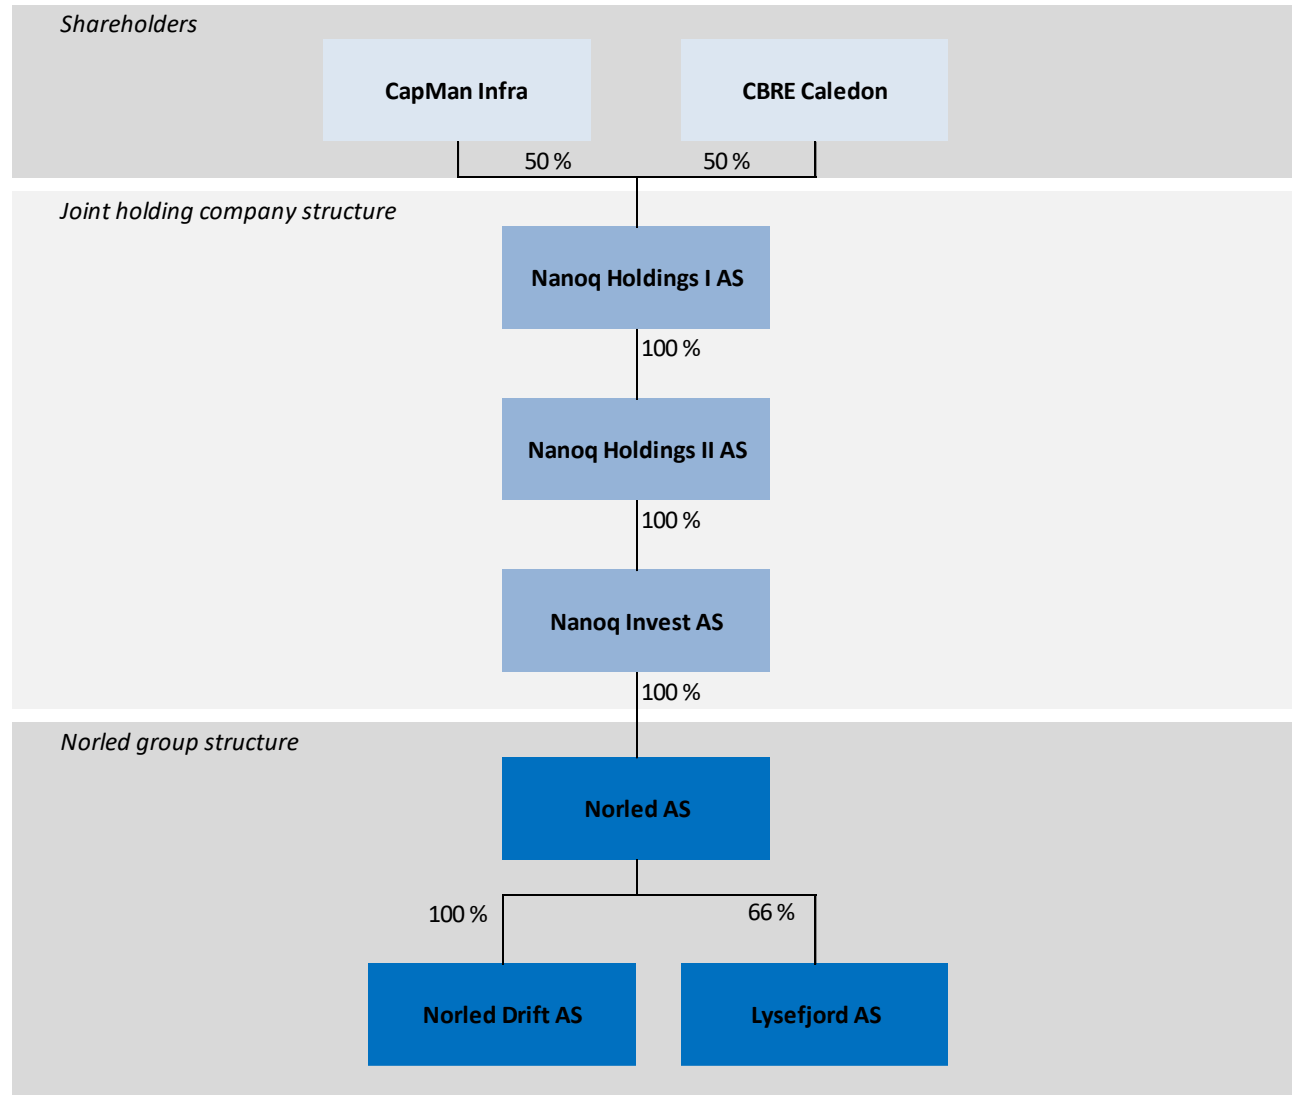 Shareholders
CapMan Infra
CBRE Caledon
50 %
50 %
Joint holding company structure
Nanoq Holdings I AS
100 %
Nanoq Holdings II AS
100 %
Nanoq Invest AS
100 %
Norled group structure
Norled AS
100 %
66 %
Norled Drift AS
Lysefjord AS